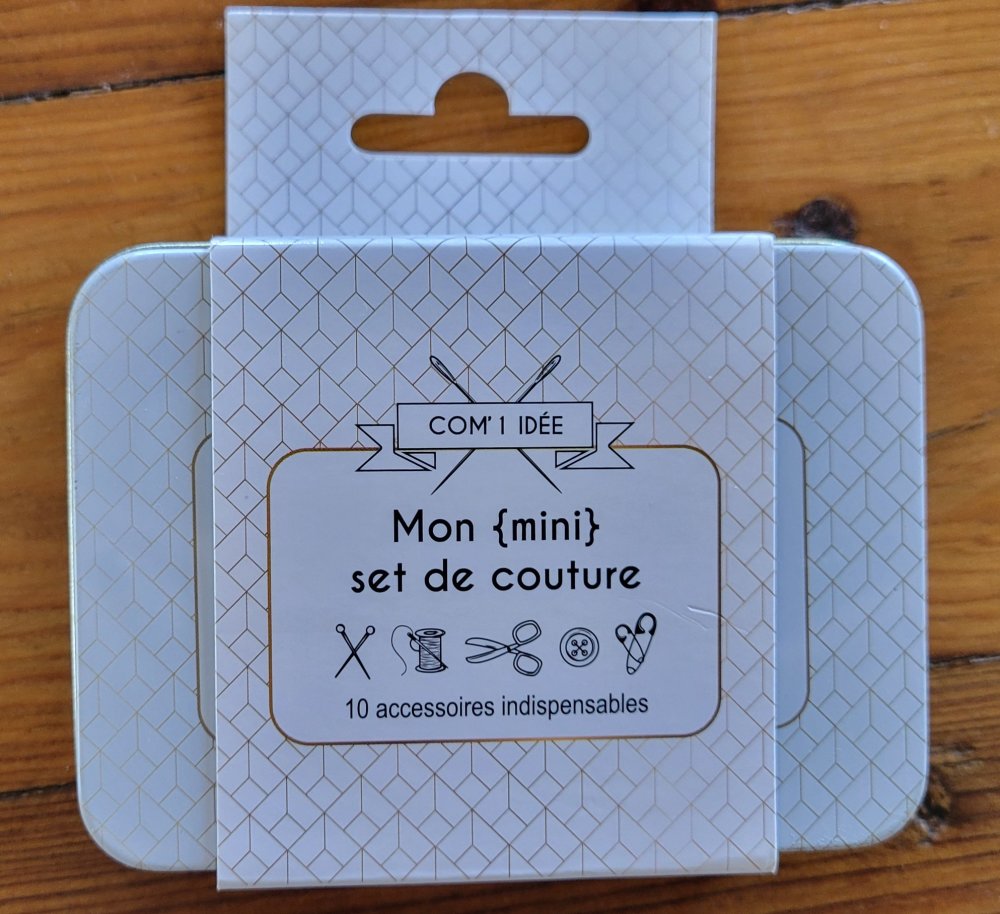 COM' 1 IDÉE
Mon {mini}
set de couture
10 accessoires indispensables